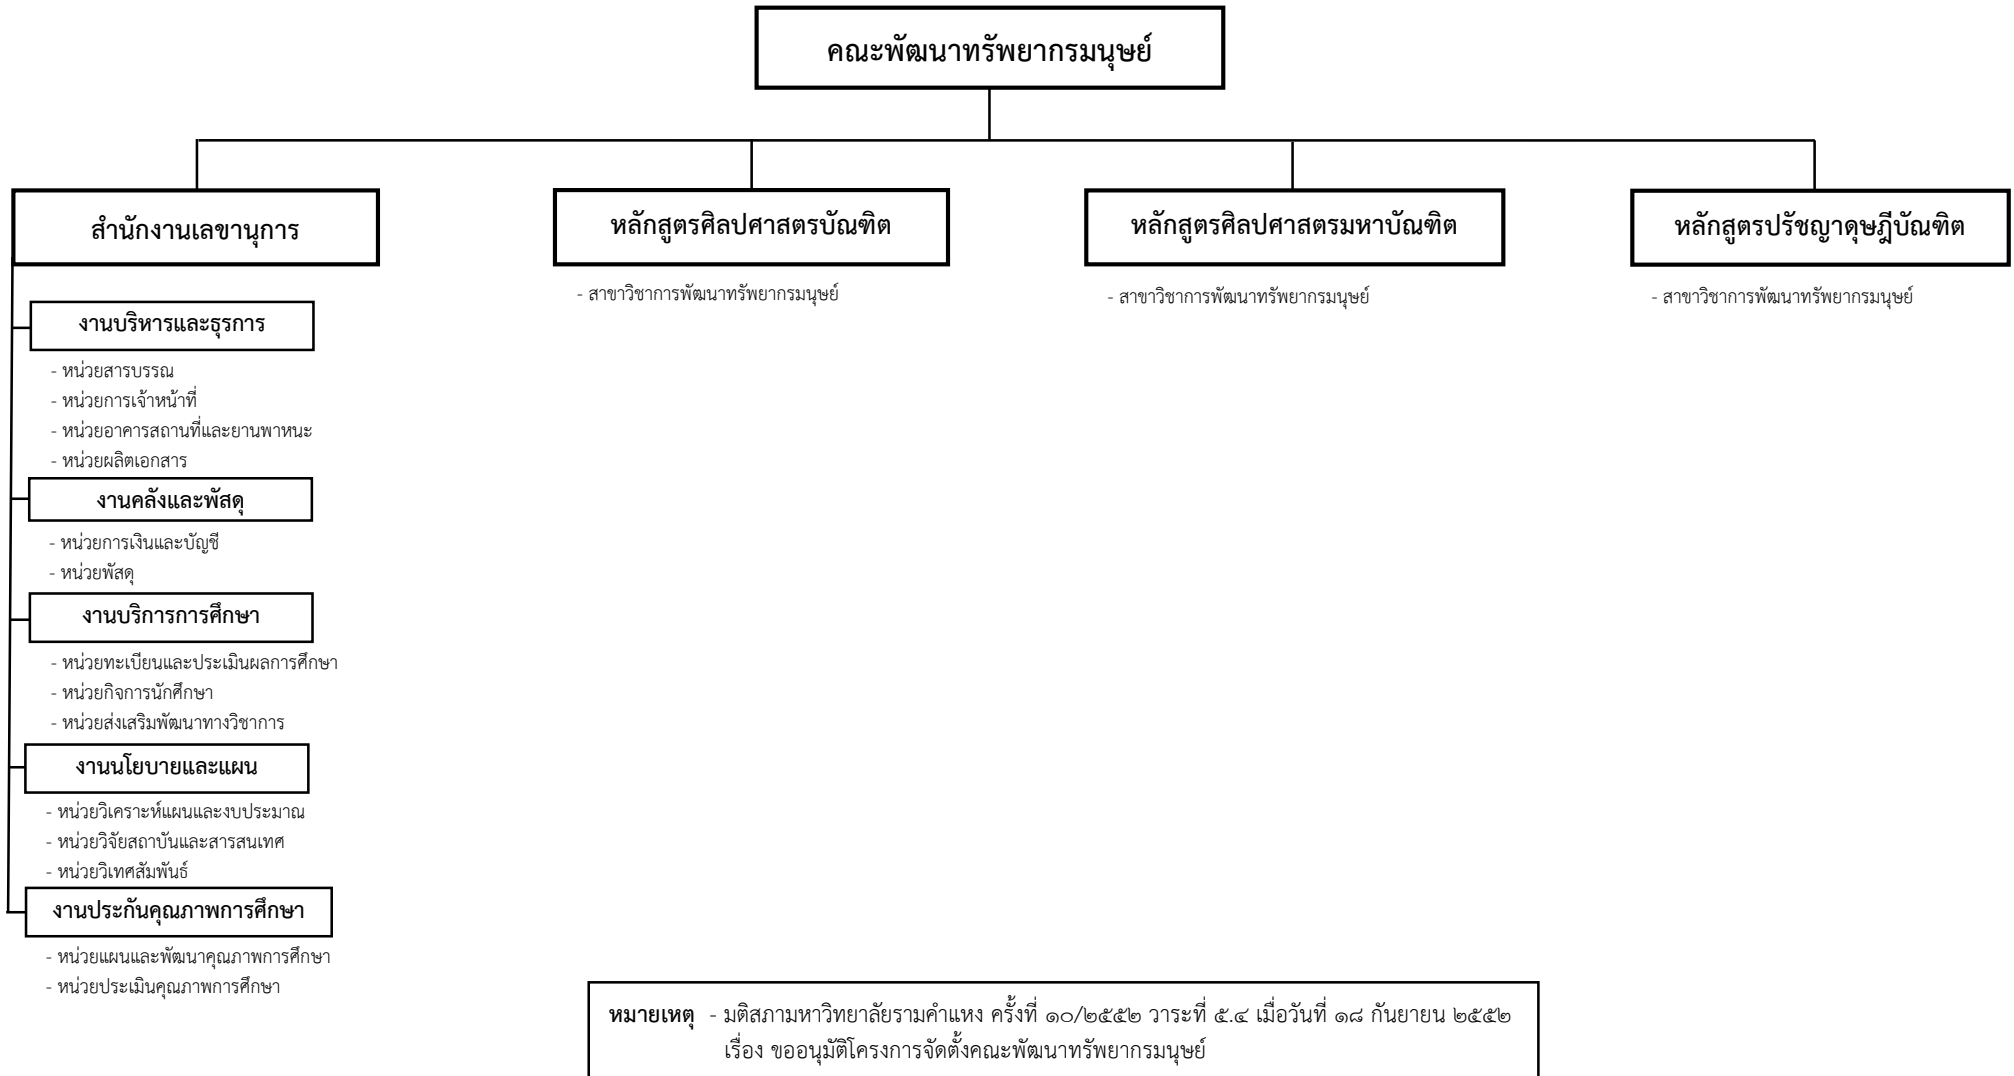 คณะพัฒนาทรัพยากรมนุษย์
สำนักงานเลขานุการ
หลักสูตรศิลปศาสตรบัณฑิต
หลักสูตรศิลปศาสตรมหาบัณฑิต
หลักสูตรปรัชญาดุษฎีบัณฑิต
- สาขาวิชาการพัฒนาทรัพยากรมนุษย์
- สาขาวิชาการพัฒนาทรัพยากรมนุษย์
- สาขาวิชาการพัฒนาทรัพยากรมนุษย์
งานบริหารและธุรการ
- หน่วยสารบรรณ
- หน่วยการเจ้าหน้าที่
- หน่วยอาคารสถานที่และยานพาหนะ
- หน่วยผลิตเอกสาร
งานคลังและพัสดุ
- หน่วยการเงินและบัญชี
- หน่วยพัสดุ
งานบริการการศึกษา
- หน่วยทะเบียนและประเมินผลการศึกษา
- หน่วยกิจการนักศึกษา
- หน่วยส่งเสริมพัฒนาทางวิชาการ
งานนโยบายและแผน
- หน่วยวิเคราะห์แผนและงบประมาณ
- หน่วยวิจัยสถาบันและสารสนเทศ
- หน่วยวิเทศสัมพันธ์
งานประกันคุณภาพการศึกษา
- หน่วยแผนและพัฒนาคุณภาพการศึกษา
- หน่วยประเมินคุณภาพการศึกษา
หมายเหตุ - มติสภามหาวิทยาลัยรามคำแหง ครั้งที่ ๑๐/๒๕๕๒ วาระที่ ๕.๔ เมื่อวันที่ ๑๘ กันยายน ๒๕๕๒
เรื่อง ขออนุมัติโครงการจัดตั้งคณะพัฒนาทรัพยากรมนุษย์